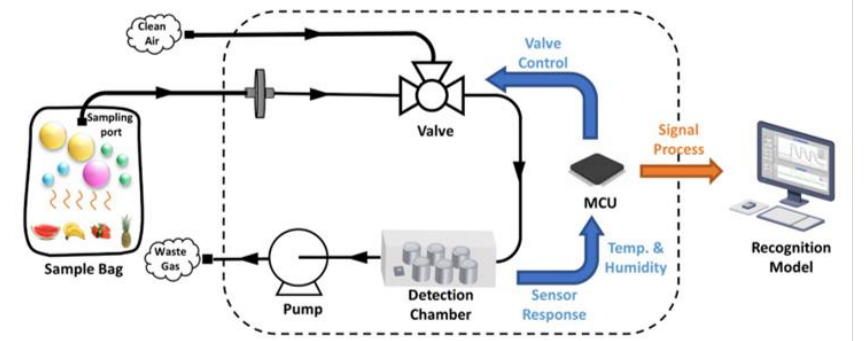 Clean
Air
Valve
Control
Sampling
port
Valve
Signal
Process
MCU
Sample Bag
Waste
Gas
Pump
Detection
Chamber
Sensor
Response
Temp. &
Humidity
Recognition
Model